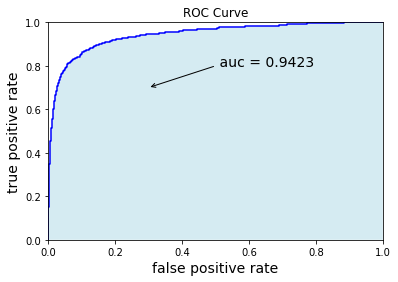 ROC Curve
1.0
0.8
0.6
0.4
0.2
0.0
true positive rate
auc = 0.9423
0.0 0.2 0.4 0.6 0.8 1.0
false positive rate